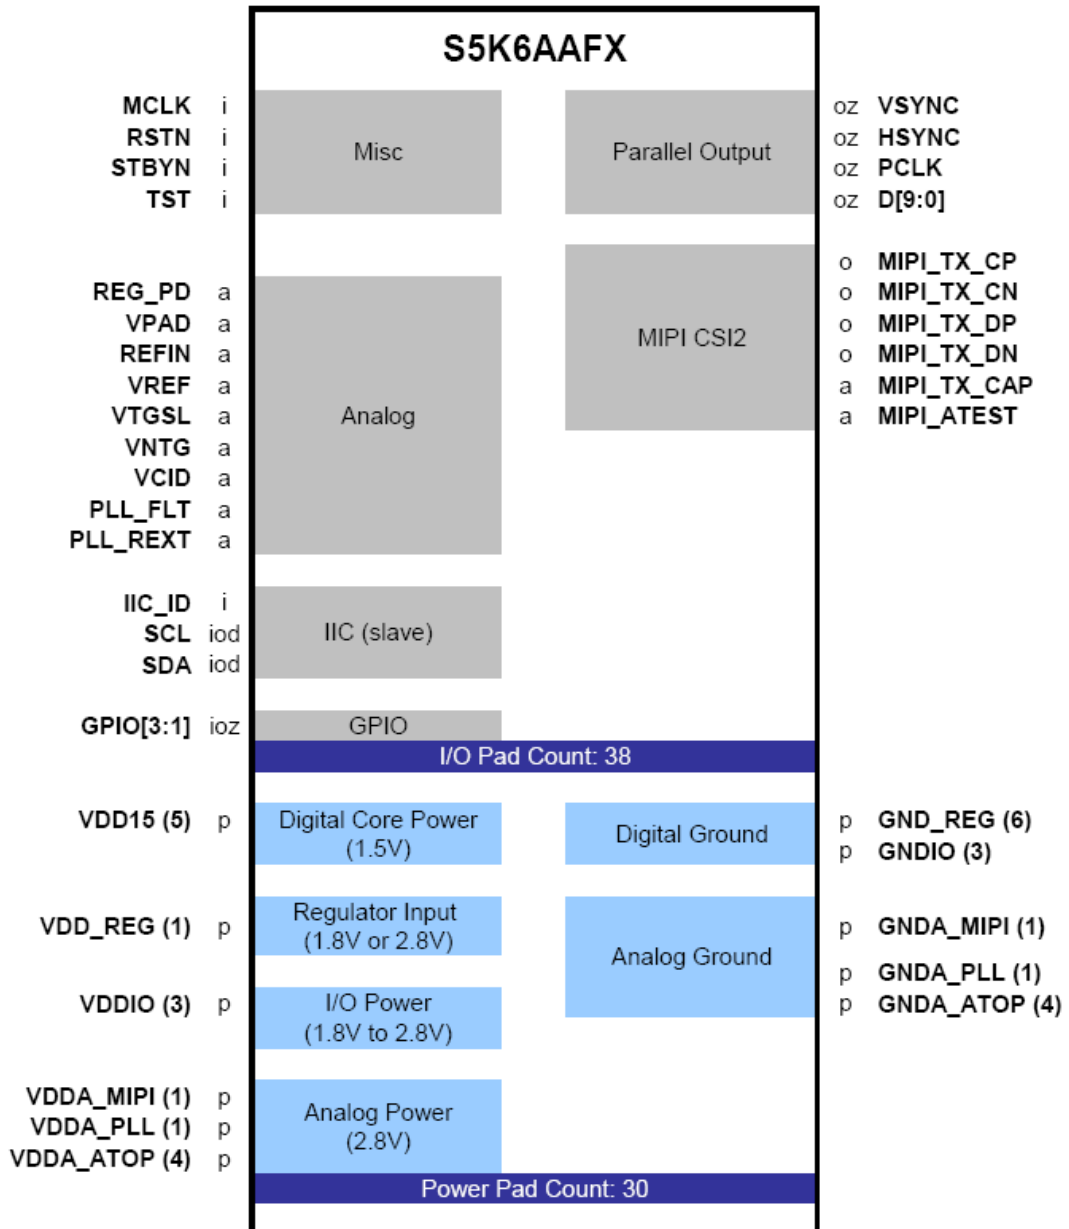 S5K6AAFX
MCLK i
RSTN i
STBYN i
TST i
Misc
Parallel Output
oz VSYNC
oz HSYNC
oz PCLK
oz D[9:0]
REG_PD a
VPAD a
REFIN a
VREF a
VTGSL a
VNTG a
VCID a
PLL_FLT a
PLL_REXT a
Analog
MIPI CSI2
o MIPI_TX_CP
o MIPI_TX_CN
o MIPI_TX_DP
o MIPI_TX_DN
a MIPI_TX_CAP
a MIPI_ATEST
IIC_ID i
SCL iod
SDA iod
IIC (slave)
GPIO[3:1] ioz
GPIO
I/O Pad Count: 38
VDD15 (5) p
Digital Core Power
(1.5V)
Digital Ground
p GND_REG (6)
p GNDIO (3)
VDD_REG (1) p
Regulator Input
(1.8V or 2.8V)
Analog Ground
p GNDA_MIPI (1)
p GNDA_PLL (1)
p GNDA_ATOP (4)
VDDIO (3) p
I/O Power
(1.8V to 2.8V)
VDDA_MIPI (1) p
VDDA_PLL (1) p
VDDA_ATOP (4) p
Analog Power
(2.8V)
Power Pad Count: 30